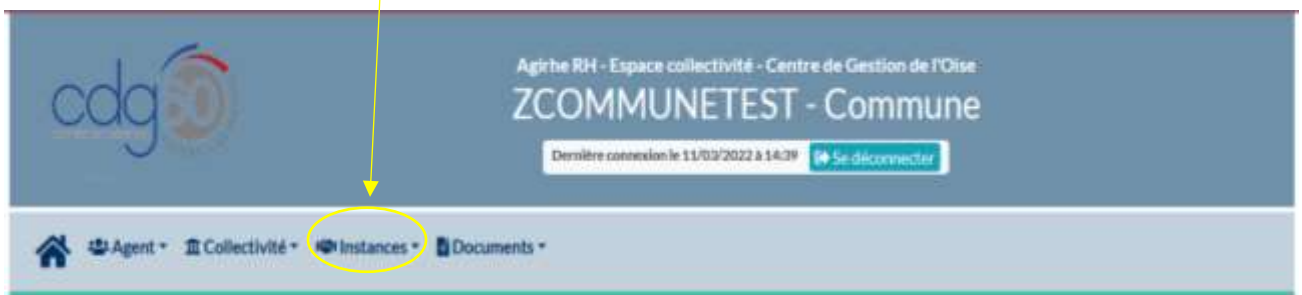 Agirhe RH - Espace collectivité - Centre de Gestion de l'Oise
cdg60
ZCOMMUNETEST - Commune
Dernière connexion le 11/03/2022 à 14:39 Se déconnecter
Agent Collectivité Instances Documents